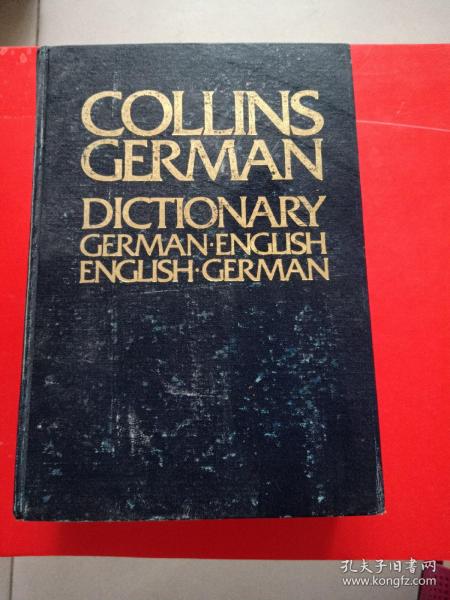 COLLINS
GERMAN
DICTIONARY
GERMAN·ENGLISH
ENGLISH·GERMAN
孔夫子旧书网
www.kongfz.com